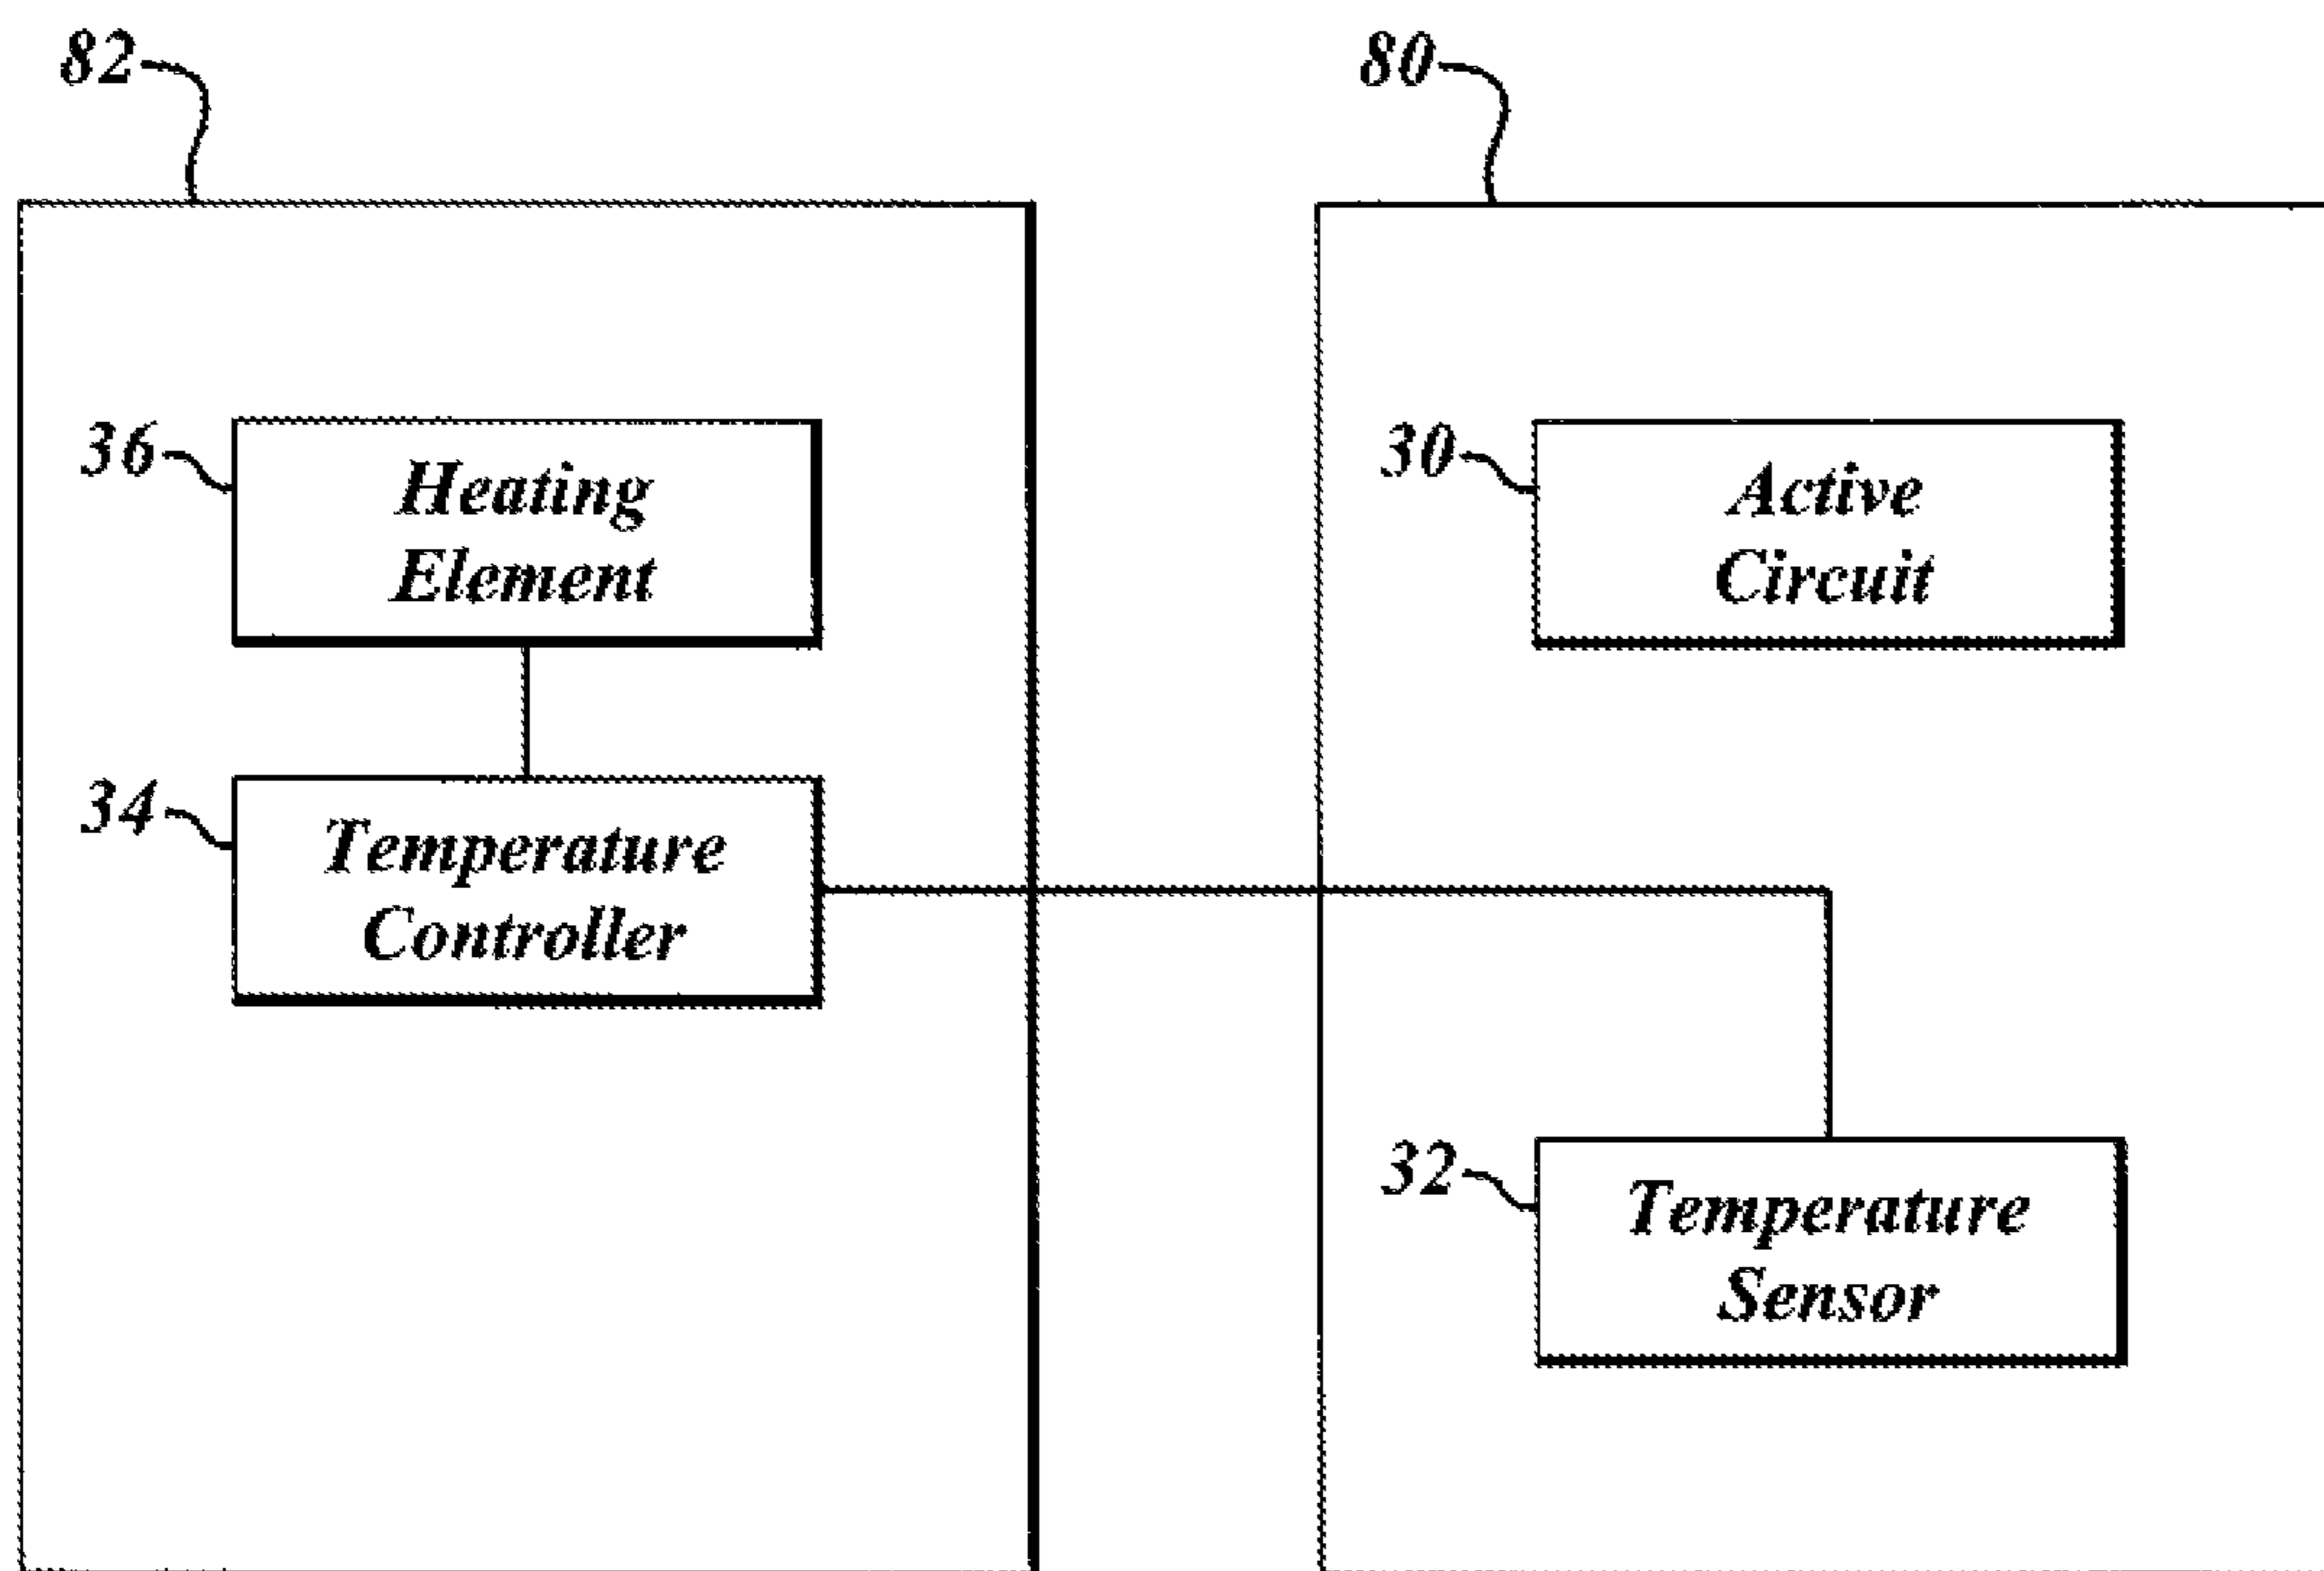 82
80
36
Heating
Element
30
Active
Circuit
34
Temperature
Controller
32
Temperature
Sensor